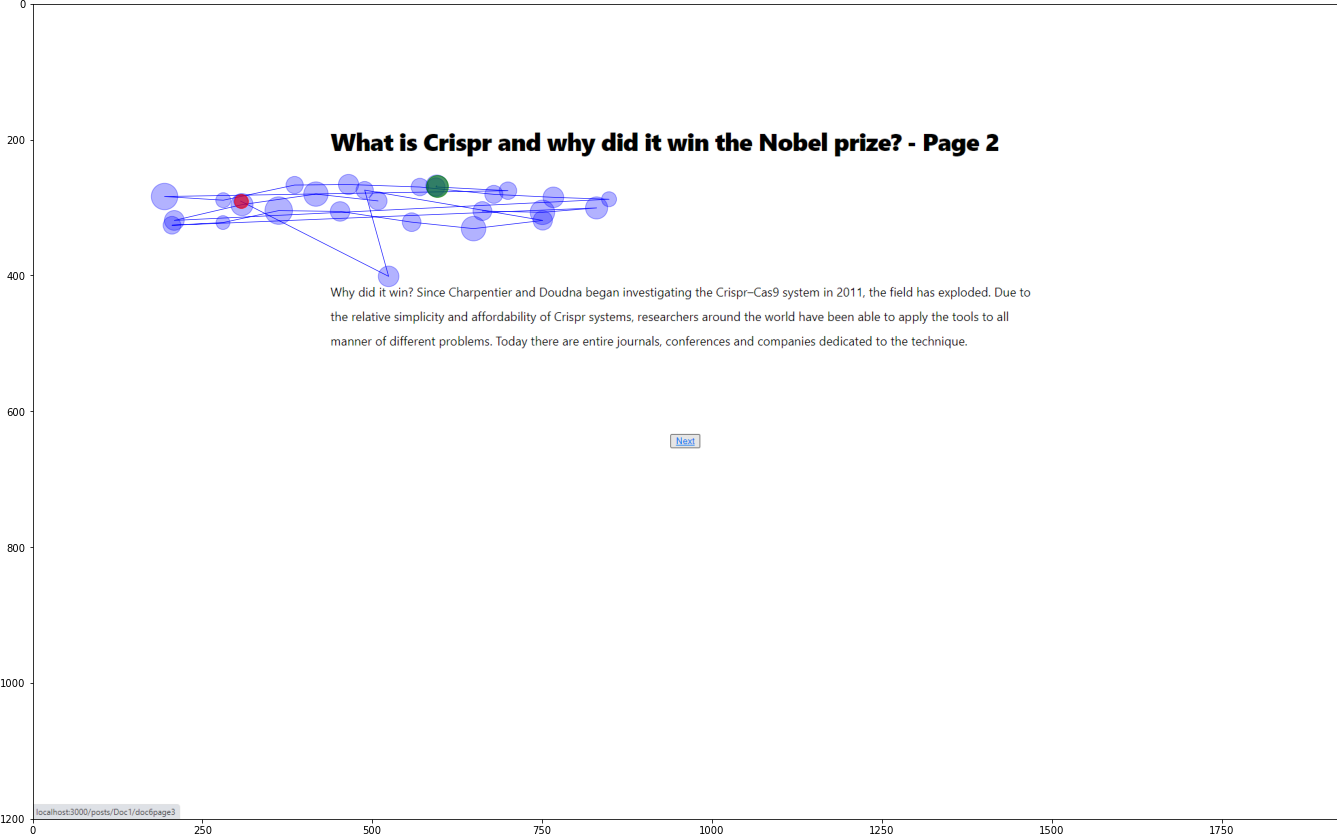 0
200
What is Crispr and why did it win the Nobel prize? - Page 2
400
Why did it win? Since Charpentier and Doudna began investigating the Crispr–Cas9 system in 2011, the field has exploded. Due to
the relative simplicity and affordability of Crispr systems, researchers around the world have been able to apply the tools to all
manner of different problems. Today there are entire journals, conferences and companies dedicated to the technique.
600
Next
800
1000
localhost:3000/posts/Doc1/doc6page3
1200
0 250 500 750 1000 1250 1500 1750